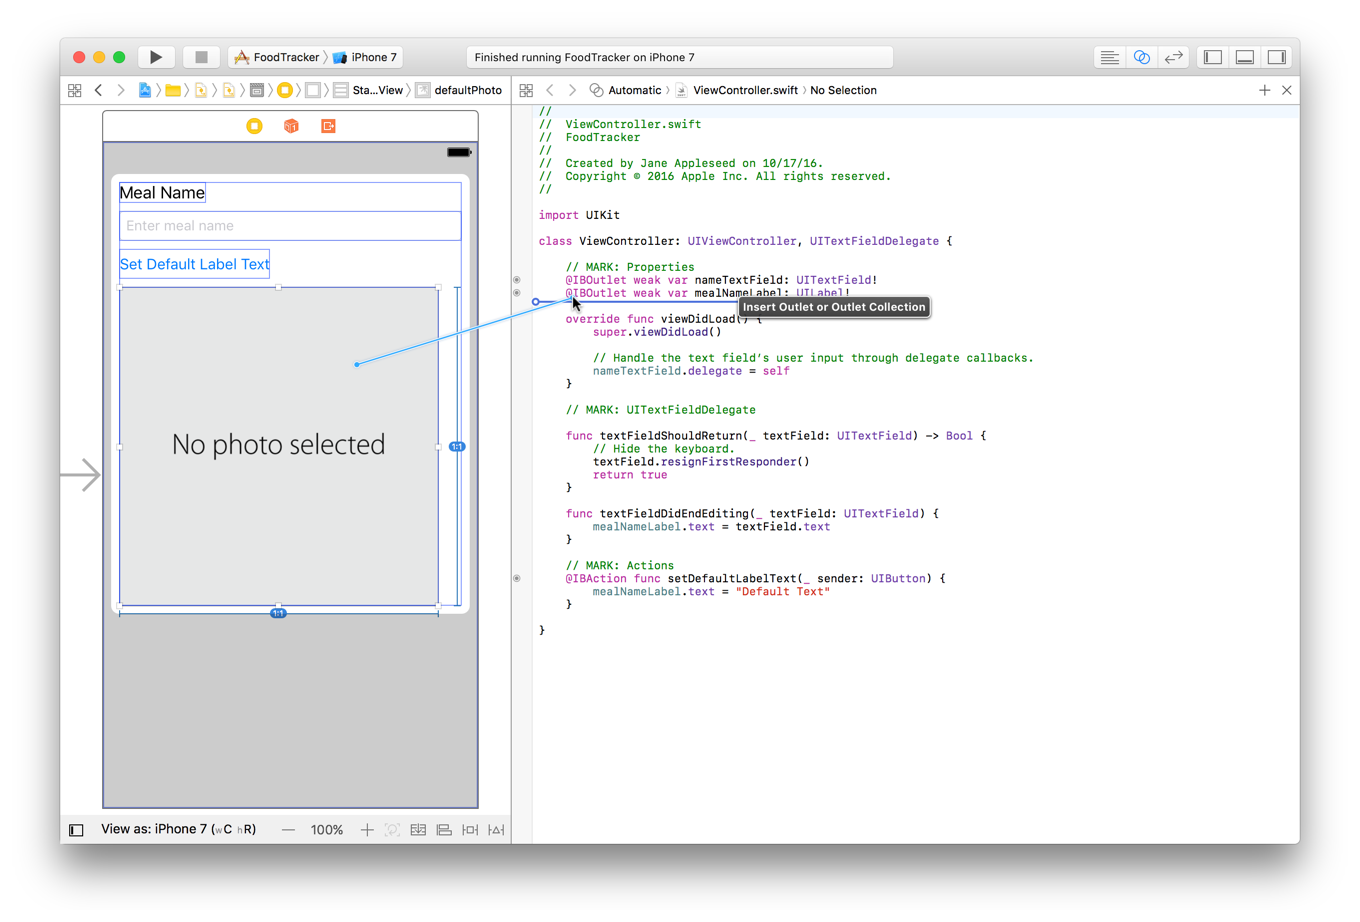 FoodTracker iPhone 7
Finished running FoodTracker on iPhone 7
Sta...View defaultPhoto
Automatic ViewController.swift No Selection
Meal Name
Enter meal name
Set Default Label Text
No photo selected
1:1
1:1
View as: iPhone 7 (wC hR)
100%
//
//  ViewController.swift
//  FoodTracker
//
//  Created by Jane Appleseed on 10/17/16.
//  Copyright © 2016 Apple Inc. All rights reserved.
//
import UIKit
class ViewController: UIViewController, UITextFieldDelegate {
    // MARK: Properties
    @IBOutlet weak var nameTextField: UITextField!
    @IBOutlet weak var mealNameLabel: UILabel!
Insert Outlet or Outlet Collection
    override func viewDidLoad() {
        super.viewDidLoad()
        // Handle the text field's user input through delegate callbacks.
        nameTextField.delegate = self
    }
    // MARK: UITextFieldDelegate
    func textFieldShouldReturn(_ textField: UITextField) -> Bool {
        // Hide the keyboard.
        textField.resignFirstResponder()
        return true
    }
    func textFieldDidEndEditing(_ textField: UITextField) {
        mealNameLabel.text = textField.text
    }
    // MARK: Actions
    @IBAction func setDefaultLabelText(_ sender: UIButton) {
        mealNameLabel.text = "Default Text"
    }
}